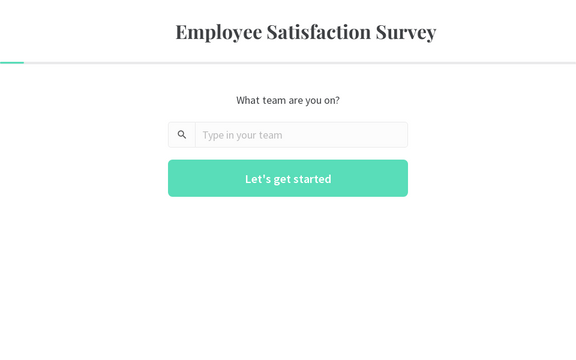 Employee Satisfaction Survey
What team are you on?
Type in your team
Let's get started